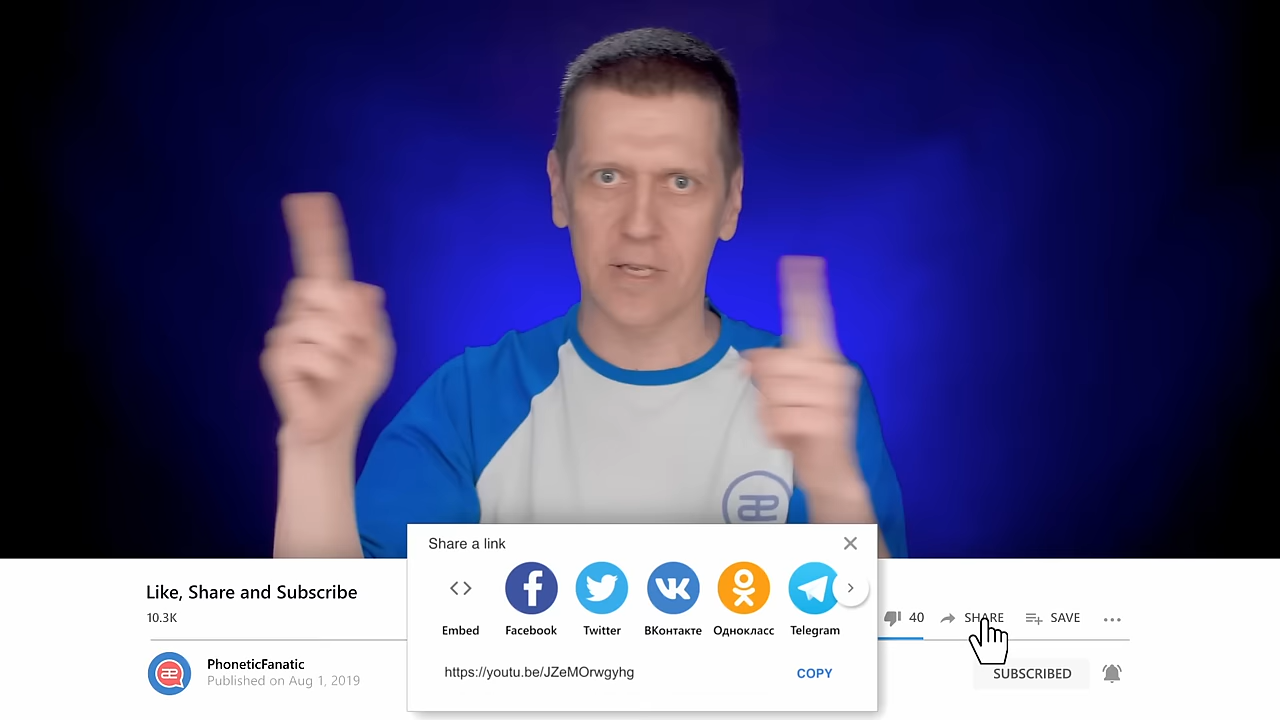 æ
Share a link
Embed
Facebook
Twitter
ВКонтакте
Однокласс
Telegram
https://youtu.be/JZeMOrwgyhg
COPY
Like, Share and Subscribe
10.3K
40
SHARE
SAVE
æ
PhoneticFanatic
Published on Aug 1, 2019
SUBSCRIBED